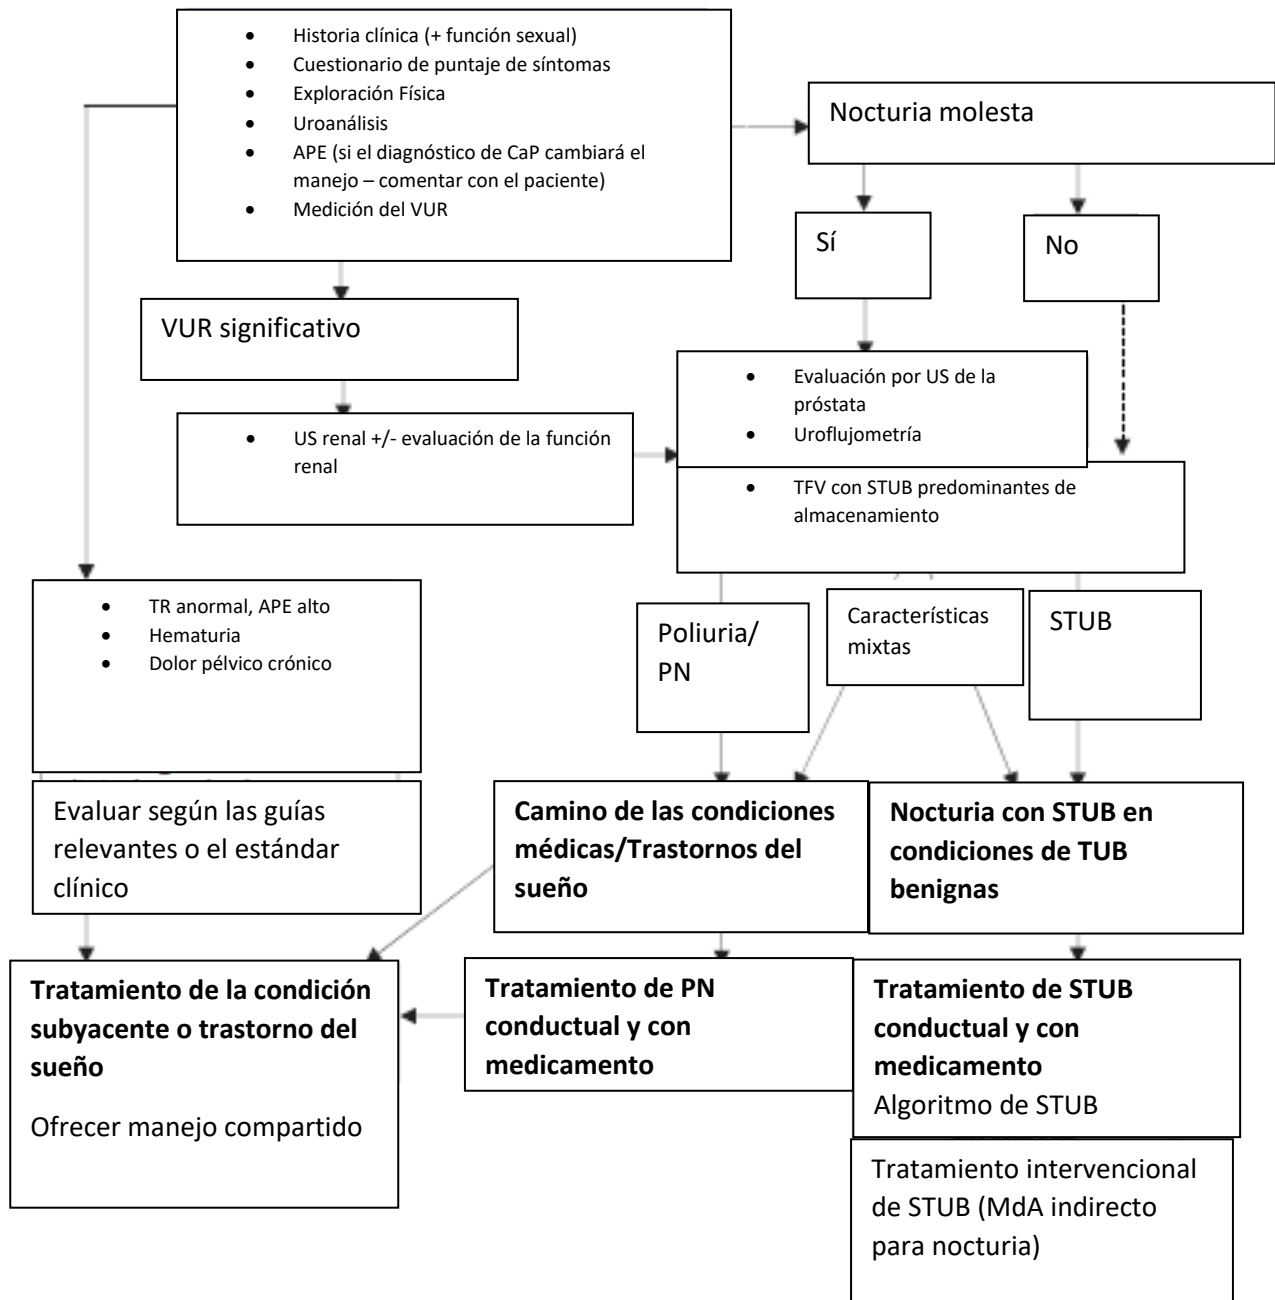 • Historia clínica (+ función sexual)
• Cuestionario de puntaje de síntomas
• Exploración Física
• Uroanálisis
• APE (si el diagnóstico de CaP cambiará el
manejo – comentar con el paciente)
• Medición del VUR
Nocturia molesta
Sí
No
VUR significativo
• Evaluación por US de la
próstata
• Uroflujometría
• US renal +/- evaluación de la función
renal
• TFV con STUB predominantes de
almacenamiento
• TR anormal, APE alto
• Hematuria
• Dolor pélvico crónico
Poliuria/
PN
Características
mixtas
STUB
Evaluar según las guías
relevantes o el estándar
clínico
Camino de las condiciones
médicas/Trastornos del
sueño
Nocturia con STUB en
condiciones de TUB
benignas
Tratamiento de la condición
subyacente o trastorno del
sueño
Ofrecer manejo compartido
Tratamiento de PN
conductual y con
medicamento
Tratamiento de STUB
conductual y con
medicamento
Algoritmo de STUB
Tratamiento intervencional
de STUB (MdA indirecto
para nocturia)